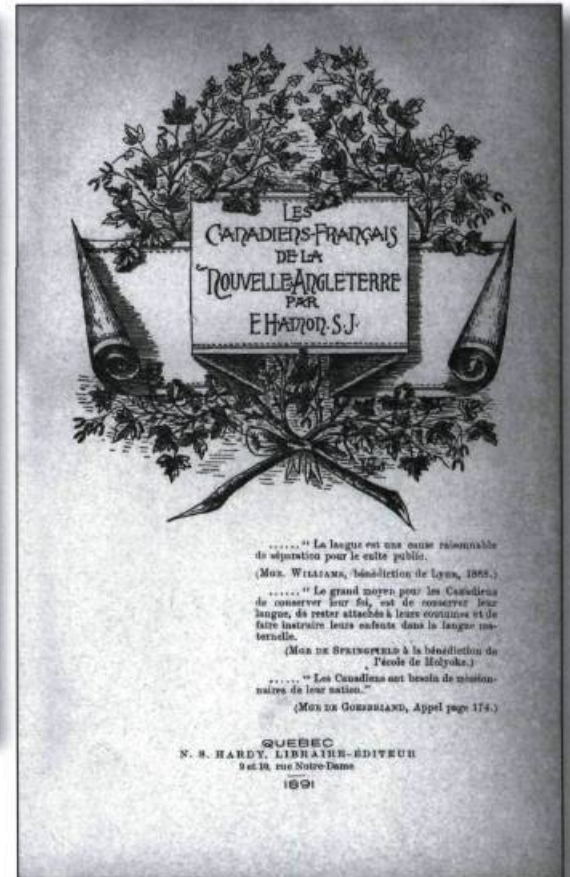 LES
CANADIENS-FRANÇAIS
DE LA
NOUVELLE-ANGLETERRE
PAR
E. HAMON. S.J.
...... " La langue est une cause raisonnable
de séparation pour le culte public.
(MGR. WILLIAMS, bénédiction de Lynn, 1888.)
...... " Le grand moyen pour les Canadiens
de conserver leur foi, est de conserver leur
langue, de rester attachés à leurs coutumes et de
faire instruire leurs enfants dans la langue ma-
ternelle.
(MGR DE SPRINGFIELD à la bénédiction de
l'école de Holyoke.)
...... " Les Canadiens ont besoin de mission-
naires de leur nation."
(MGR DE GOESBRIAND, Appel page 174.)
QUEBEC
N. S. HARDY, LIBRAIRE-ÉDITEUR
9 et 10, rue Notre-Dame
1891